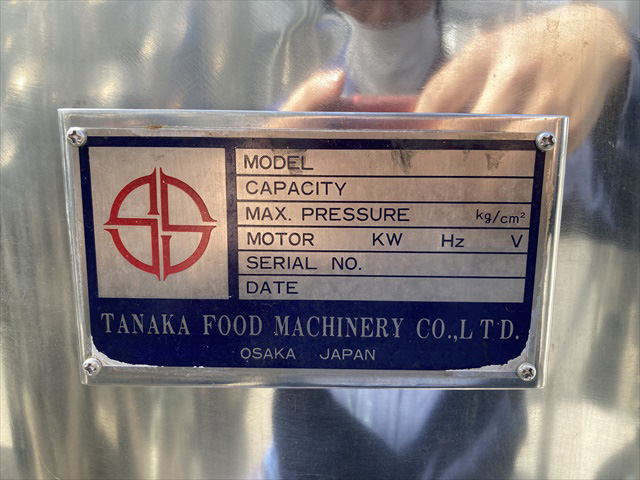 MODEL
CAPACITY
MAX. PRESSURE kg/cm²
MOTOR KW Hz V
SERIAL NO.
DATE
TANAKA FOOD MACHINERY CO.,LTD.
OSAKA JAPAN